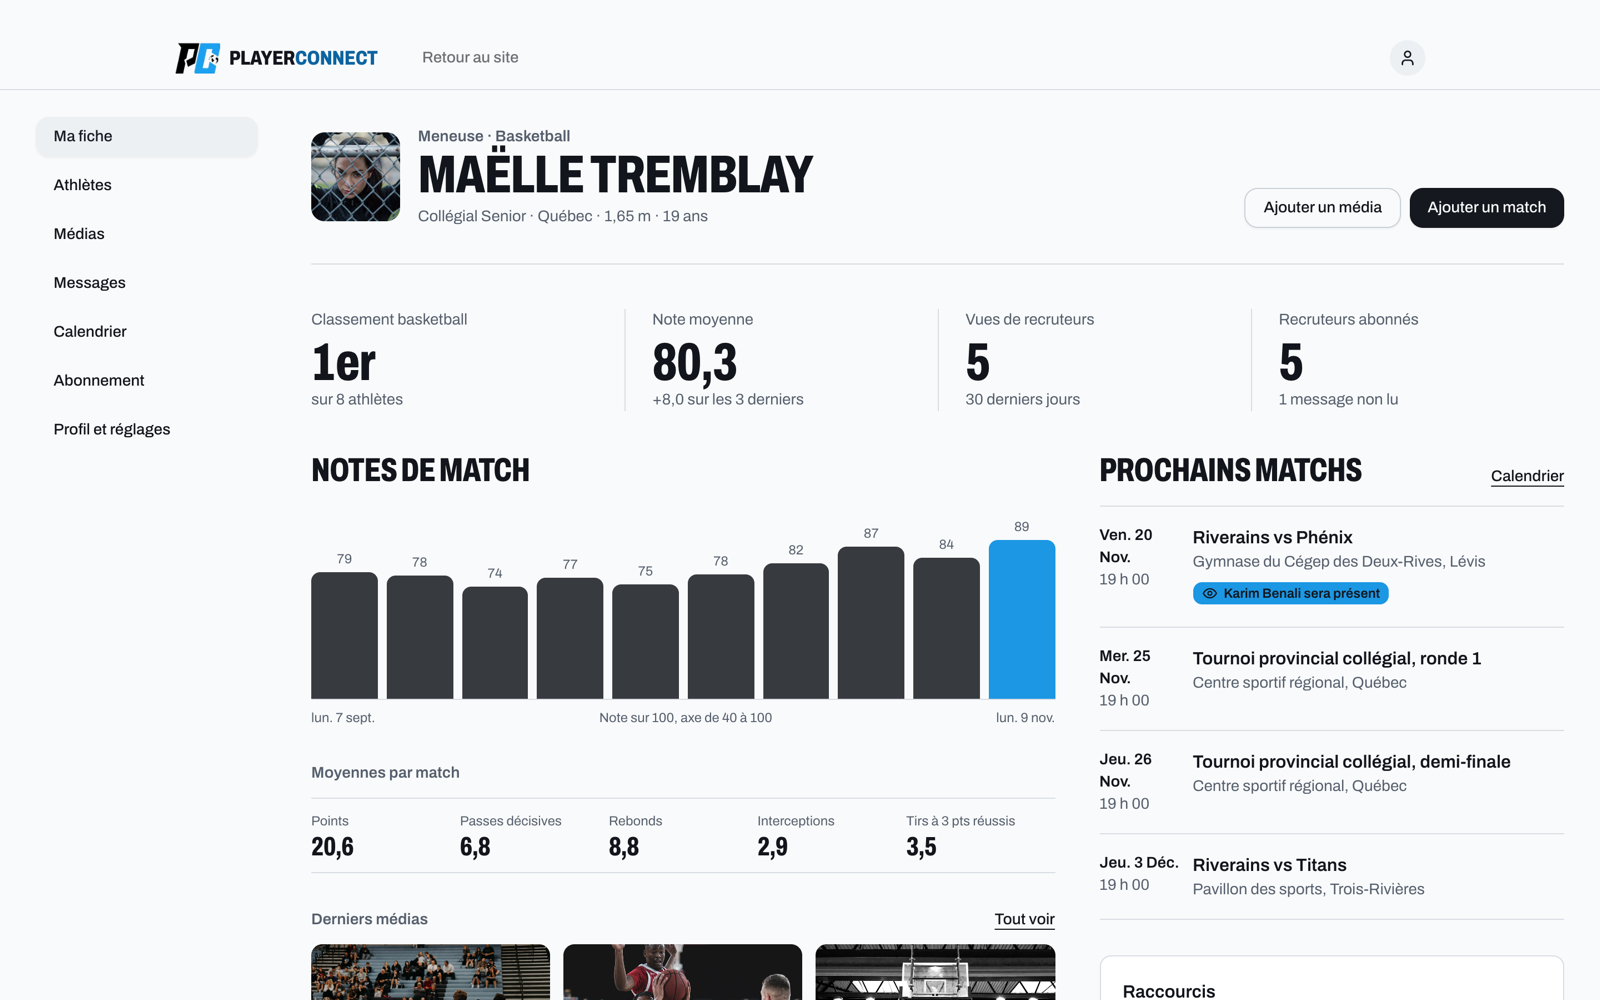 PLAYERCONNECT
Retour au site
Ma fiche
Athlètes
Médias
Messages
Calendrier
Abonnement
Profil et réglages
Meneuse · Basketball
MAËLLE TREMBLAY
Collégial Senior · Québec · 1,65 m · 19 ans
Ajouter un média
Ajouter un match
Classement basketball
1er
sur 8 athlètes
Note moyenne
80,3
+8,0 sur les 3 derniers
Vues de recruteurs
5
30 derniers jours
Recruteurs abonnés
5
1 message non lu
NOTES DE MATCH
79
78
74
77
75
78
82
87
84
89
lun. 7 sept.
Note sur 100, axe de 40 à 100
lun. 9 nov.
Moyennes par match
Points
20,6
Passes décisives
6,8
Rebonds
8,8
Interceptions
2,9
Tirs à 3 pts réussis
3,5
Derniers médias
Tout voir
PROCHAINS MATCHS
Calendrier
Ven. 20
Nov.
19 h 00
Riverains vs Phénix
Gymnase du Cégep des Deux-Rives, Lévis
Karim Benali sera présent
Mer. 25
Nov.
19 h 00
Tournoi provincial collégial, ronde 1
Centre sportif régional, Québec
Jeu. 26
Nov.
19 h 00
Tournoi provincial collégial, demi-finale
Centre sportif régional, Québec
Jeu. 3 Déc.
19 h 00
Riverains vs Titans
Pavillon des sports, Trois-Rivières
Raccourcis